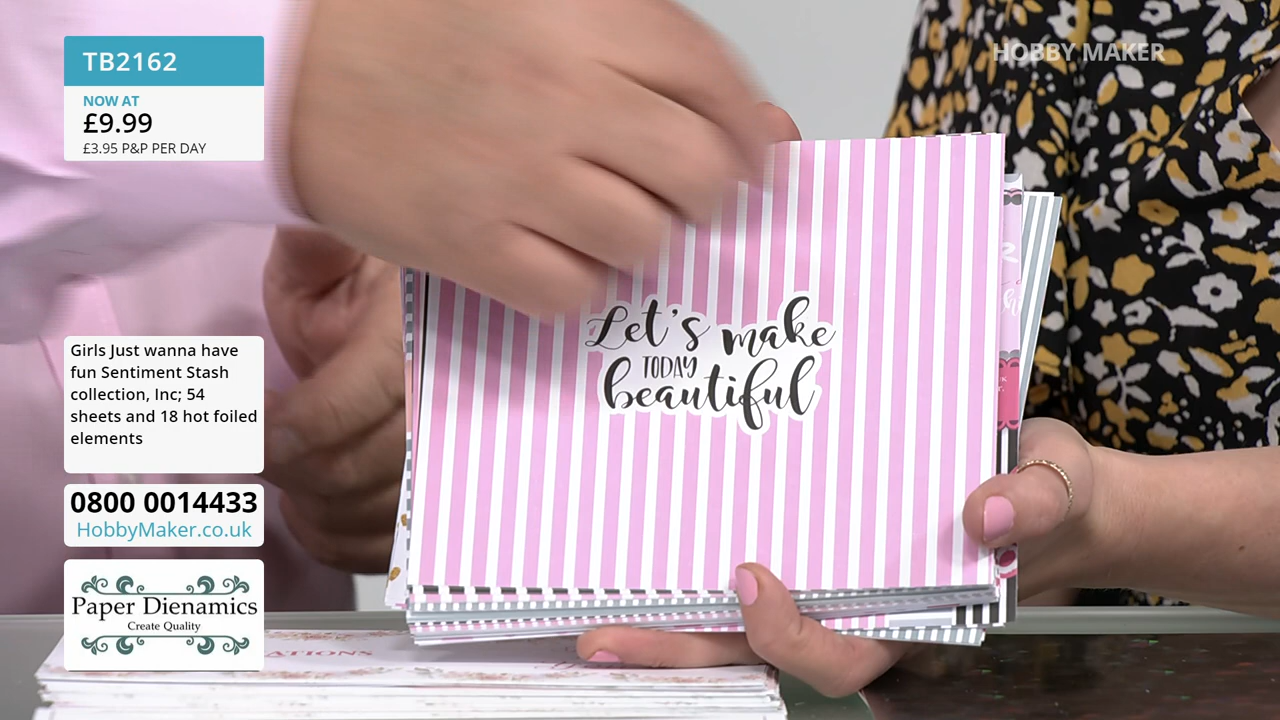 TB2162
NOW AT
£9.99
£3.95 P&P PER DAY
HOBBY MAKER
Let's make
TODAY
beautiful
Girls Just wanna have
fun Sentiment Stash
collection, Inc; 54
sheets and 18 hot foiled
elements
0800 0014433
HobbyMaker.co.uk
Paper Dienamics
Create Quality
ATIONS